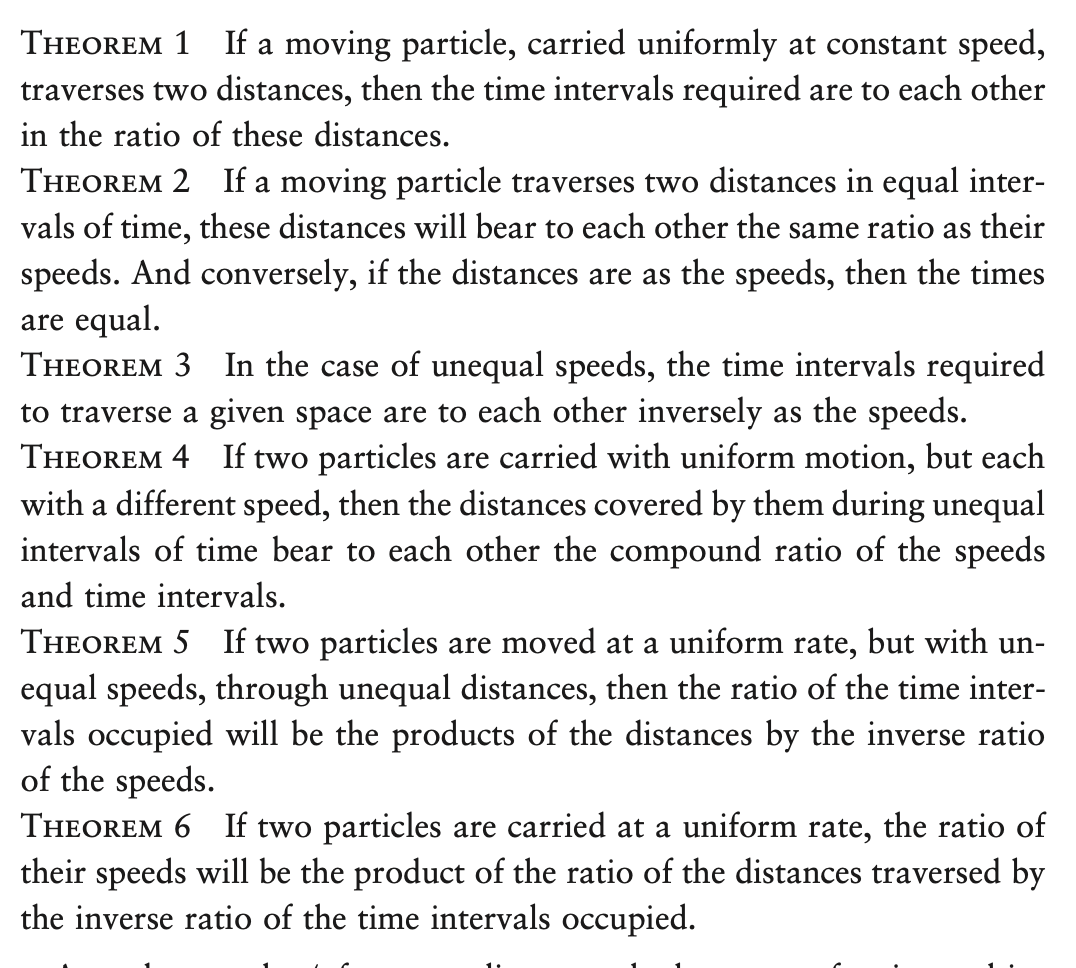 THEOREM 1 If a moving particle, carried uniformly at constant speed,
traverses two distances, then the time intervals required are to each other
in the ratio of these distances.
THEOREM 2 If a moving particle traverses two distances in equal inter-
vals of time, these distances will bear to each other the same ratio as their
speeds. And conversely, if the distances are as the speeds, then the times
are equal.
THEOREM 3 In the case of unequal speeds, the time intervals required
to traverse a given space are to each other inversely as the speeds.
THEOREM 4 If two particles are carried with uniform motion, but each
with a different speed, then the distances covered by them during unequal
intervals of time bear to each other the compound ratio of the speeds
and time intervals.
THEOREM 5 If two particles are moved at a uniform rate, but with un-
equal speeds, through unequal distances, then the ratio of the time inter-
vals occupied will be the products of the distances by the inverse ratio
of the speeds.
THEOREM 6 If two particles are carried at a uniform rate, the ratio of
their speeds will be the product of the ratio of the distances traversed by
the inverse ratio of the time intervals occupied.